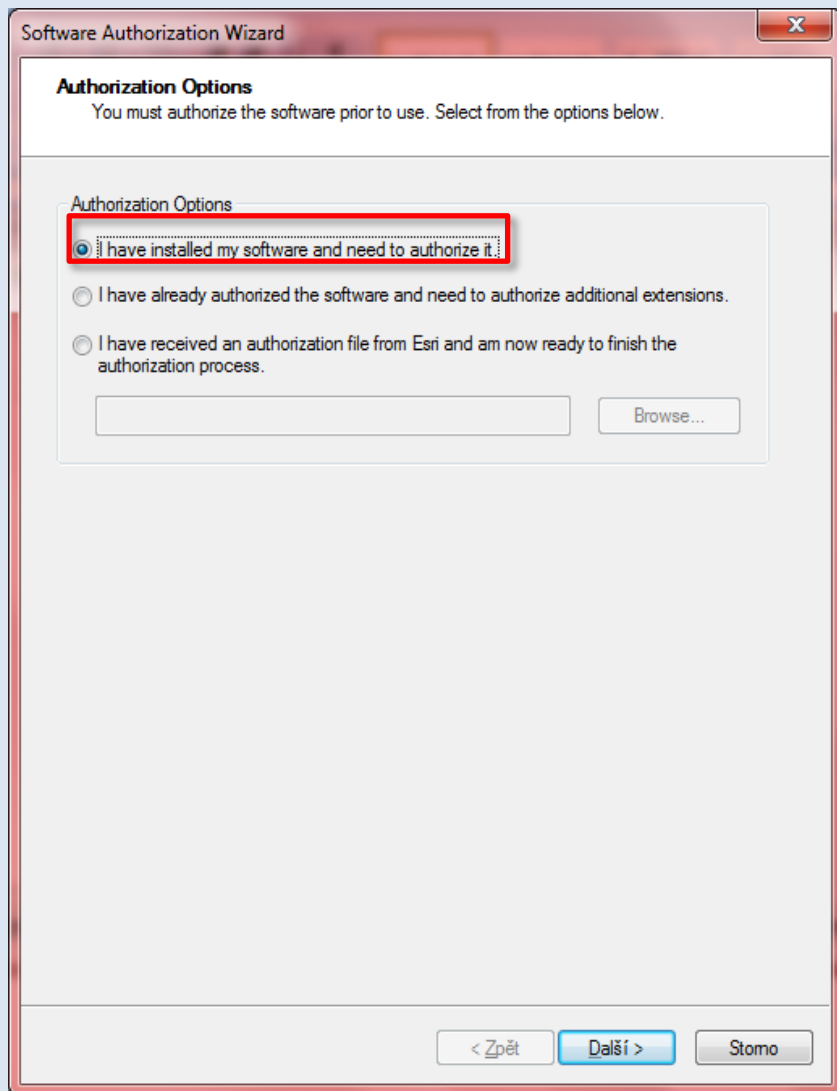 Software Authorization Wizard
Authorization Options
You must authorize the software prior to use. Select from the options below.
Authorization Options
I have installed my software and need to authorize it.
I have already authorized the software and need to authorize additional extensions.
I have received an authorization file from Esri and am now ready to finish the
authorization process.
Browse...
< Zpět
Další >
Storno